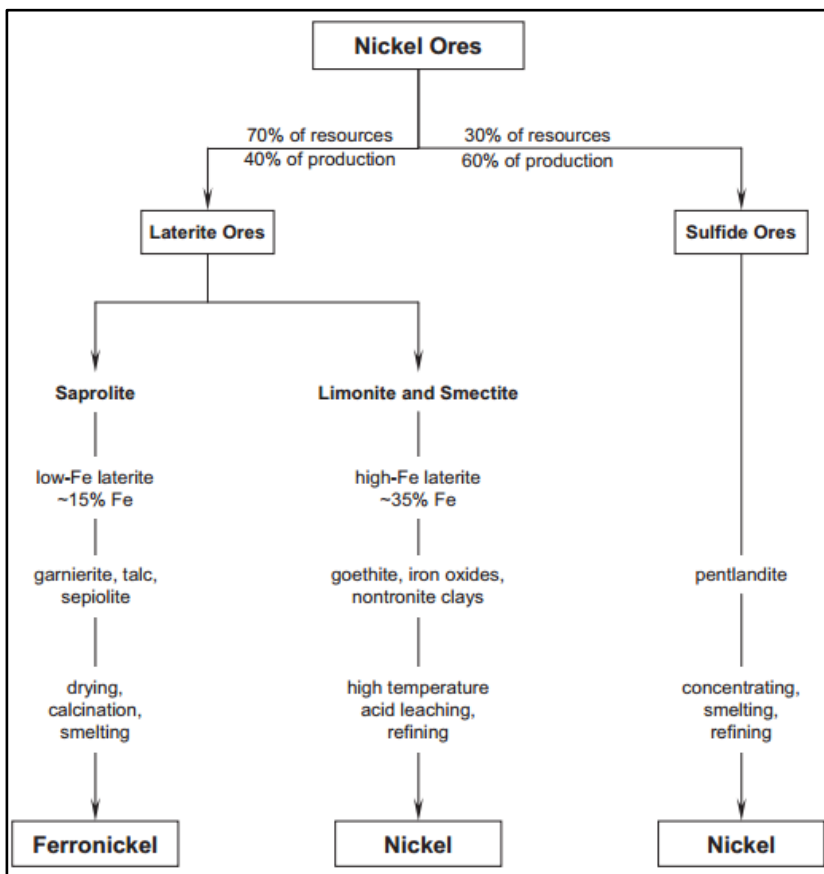 Nickel Ores
70% of resources
40% of production
30% of resources
60% of production
Laterite Ores
Sulfide Ores
Saprolite
Limonite and Smectite
low-Fe laterite
~15% Fe
high-Fe laterite
~35% Fe
garnierite, talc,
sepiolite
goethite, iron oxides,
nontronite clays
pentlandite
drying,
calcination,
smelting
high temperature
acid leaching,
refining
concentrating,
smelting,
refining
Ferronickel
Nickel
Nickel